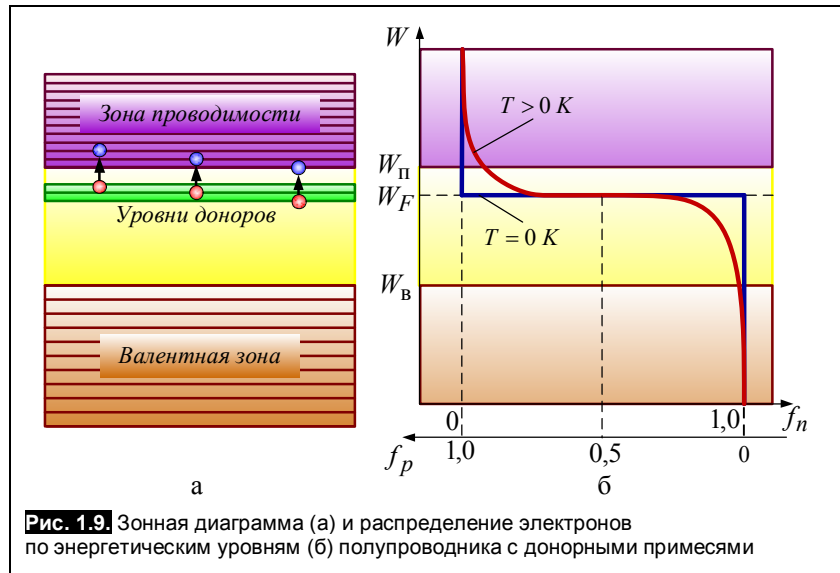 Зона проводимости
Уровни доноров
Валентная зона
а
W
T > 0 K
Wп
WF
T = 0 K
Wв
0
1,0
fn
fp
1,0
0,5
0
б
Рис. 1.9. Зонная диаграмма (а) и распределение электронов
по энергетическим уровням (б) полупроводника с донорными примесями